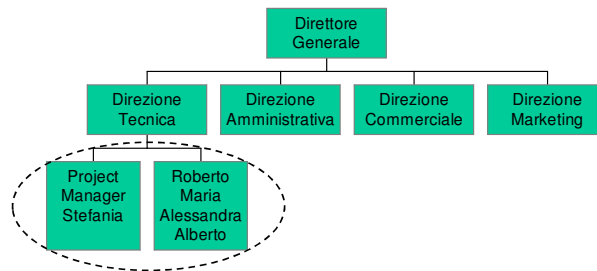 Direttore
Generale
Direzione
Tecnica
Direzione
Amministrativa
Direzione
Commerciale
Direzione
Marketing
Project
Manager
Stefania
Roberto
Maria
Alessandra
Alberto